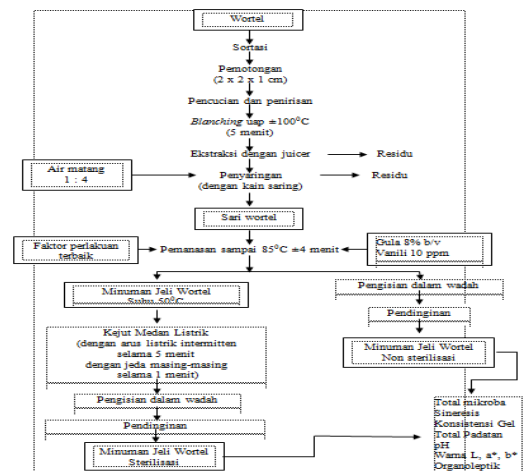 Wortel
Sortasi
Pemotongan
(2 x 2 x 1 cm)
Pencucian dan penirisan
Blanching uap ±100⁰C
(5 menit)
Ekstraksi dengan juicer
Residu
Air matang
1 : 4
Penyaringan
(dengan kain saring)
Residu
Sari wortel
Faktor perlakuan
terbaik
Pemanasan sampai 85⁰C ±4 menit
Gula 8% b/v
Vanili 10 ppm
Minuman Jeli Wortel
Suhu 50⁰C
Pengisian dalam wadah
Pendinginan
Kejut Medan Listrik
(dengan arus listrik intermitten
selama 5 menit
dengan jeda masing-masing
selama 1 menit)
Minuman Jeli Wortel
Non sterilisasi
Pengisian dalam wadah
Pendinginan
Minuman Jeli Wortel
Sterilisasi
Total mikroba
Sineresis
Konsistensi Gel
Total Padatan
pH
Warna L, a*, b*
Organoleptik